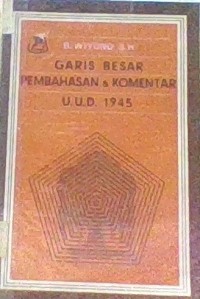 B. WIYONO S.H
GARIS BESAR
PEMBAHASAN & KOMENTAR
U.U.D. 1945